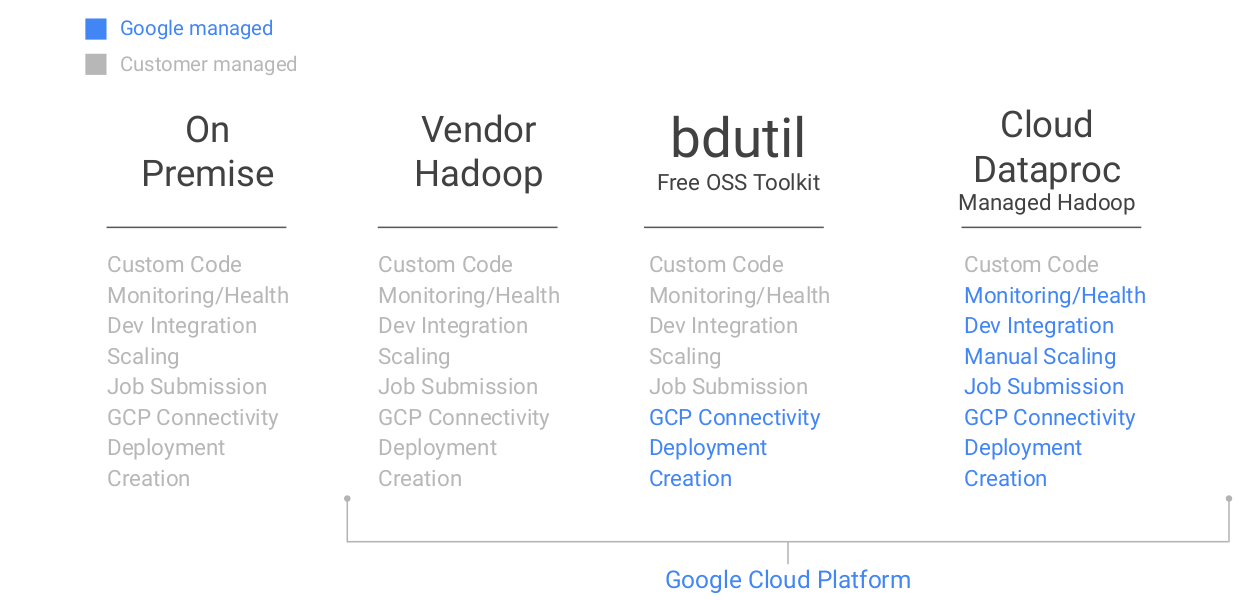 Google managed
Customer managed
On
Premise
Custom Code
Monitoring/Health
Dev Integration
Scaling
Job Submission
GCP Connectivity
Deployment
Creation
Vendor
Hadoop
Custom Code
Monitoring/Health
Dev Integration
Scaling
Job Submission
GCP Connectivity
Deployment
Creation
bdutil
Free OSS Toolkit
Custom Code
Monitoring/Health
Dev Integration
Scaling
Job Submission
GCP Connectivity
Deployment
Creation
Cloud
Dataproc
Managed Hadoop
Custom Code
Monitoring/Health
Dev Integration
Manual Scaling
Job Submission
GCP Connectivity
Deployment
Creation
Google Cloud Platform